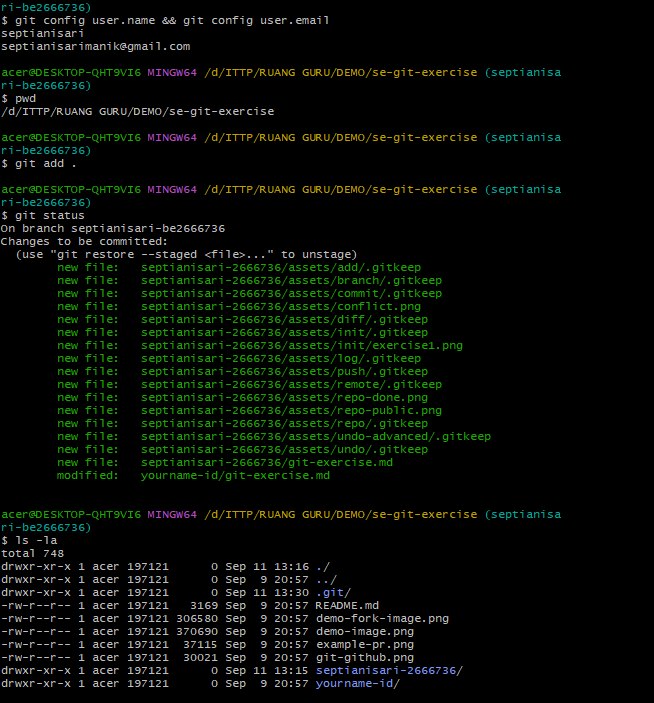 ri-be2666736)
$ git config user.name && git config user.email
septianisari
septianisarimanik@gmail.com
acer@DESKTOP-QHT9VI6 MINGW64 /d/ITTP/RUANG GURU/DEMO/se-git-exercise (septianisa
ri-be2666736)
$ pwd
/d/ITTP/RUANG GURU/DEMO/se-git-exercise
acer@DESKTOP-QHT9VI6 MINGW64 /d/ITTP/RUANG GURU/DEMO/se-git-exercise (septianisa
ri-be2666736)
$ git add .
acer@DESKTOP-QHT9VI6 MINGW64 /d/ITTP/RUANG GURU/DEMO/se-git-exercise (septianisa
ri-be2666736)
$ git status
On branch septianisari-be2666736
Changes to be committed:
  (use "git restore --staged <file>..." to unstage)
        new file:   septianisari-2666736/assets/add/.gitkeep
        new file:   septianisari-2666736/assets/branch/.gitkeep
        new file:   septianisari-2666736/assets/commit/.gitkeep
        new file:   septianisari-2666736/assets/conflict.png
        new file:   septianisari-2666736/assets/diff/.gitkeep
        new file:   septianisari-2666736/assets/init/.gitkeep
        new file:   septianisari-2666736/assets/init/exercise1.png
        new file:   septianisari-2666736/assets/log/.gitkeep
        new file:   septianisari-2666736/assets/push/.gitkeep
        new file:   septianisari-2666736/assets/remote/.gitkeep
        new file:   septianisari-2666736/assets/repo-done.png
        new file:   septianisari-2666736/assets/repo-public.png
        new file:   septianisari-2666736/assets/repo/.gitkeep
        new file:   septianisari-2666736/assets/undo-advanced/.gitkeep
        new file:   septianisari-2666736/assets/undo/.gitkeep
        new file:   septianisari-2666736/git-exercise.md
        modified:   yourname-id/git-exercise.md
acer@DESKTOP-QHT9VI6 MINGW64 /d/ITTP/RUANG GURU/DEMO/se-git-exercise (septianisa
ri-be2666736)
$ ls -la
total 748
drwxr-xr-x 1 acer 197121      0 Sep 11 13:16 ./
drwxr-xr-x 1 acer 197121      0 Sep  9 20:57 ../
drwxr-xr-x 1 acer 197121      0 Sep 11 13:30 .git/
-rw-r--r-- 1 acer 197121   3169 Sep  9 20:57 README.md
-rw-r--r-- 1 acer 197121 306580 Sep  9 20:57 demo-fork-image.png
-rw-r--r-- 1 acer 197121 370690 Sep  9 20:57 demo-image.png
-rw-r--r-- 1 acer 197121  37115 Sep  9 20:57 example-pr.png
-rw-r--r-- 1 acer 197121  30021 Sep  9 20:57 git-github.png
drwxr-xr-x 1 acer 197121      0 Sep 11 13:15 septianisari-2666736/
drwxr-xr-x 1 acer 197121      0 Sep  9 20:57 yourname-id/